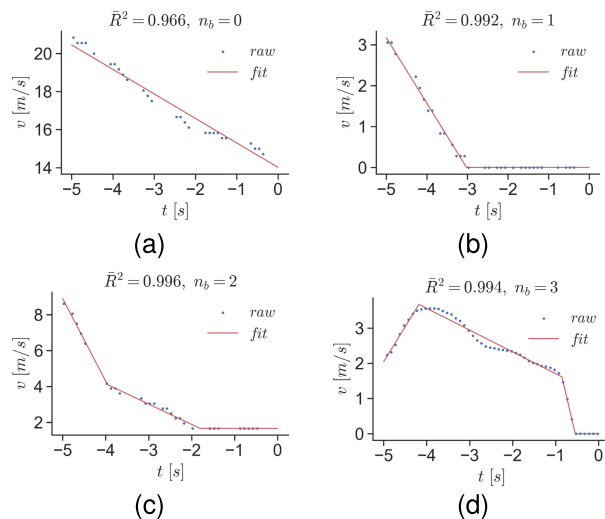 R̄² = 0.966, n_b = 0
20
18
16
14
v [m/s]
raw
fit
−5 −4 −3 −2 −1 0
t [s]
(a)
R̄² = 0.992, n_b = 1
3
2
1
0
v [m/s]
raw
fit
−5 −4 −3 −2 −1 0
t [s]
(b)
R̄² = 0.996, n_b = 2
8
6
4
2
v [m/s]
raw
fit
−5 −4 −3 −2 −1 0
t [s]
(c)
R̄² = 0.994, n_b = 3
3
2
1
0
v [m/s]
raw
fit
−5 −4 −3 −2 −1 0
t [s]
(d)